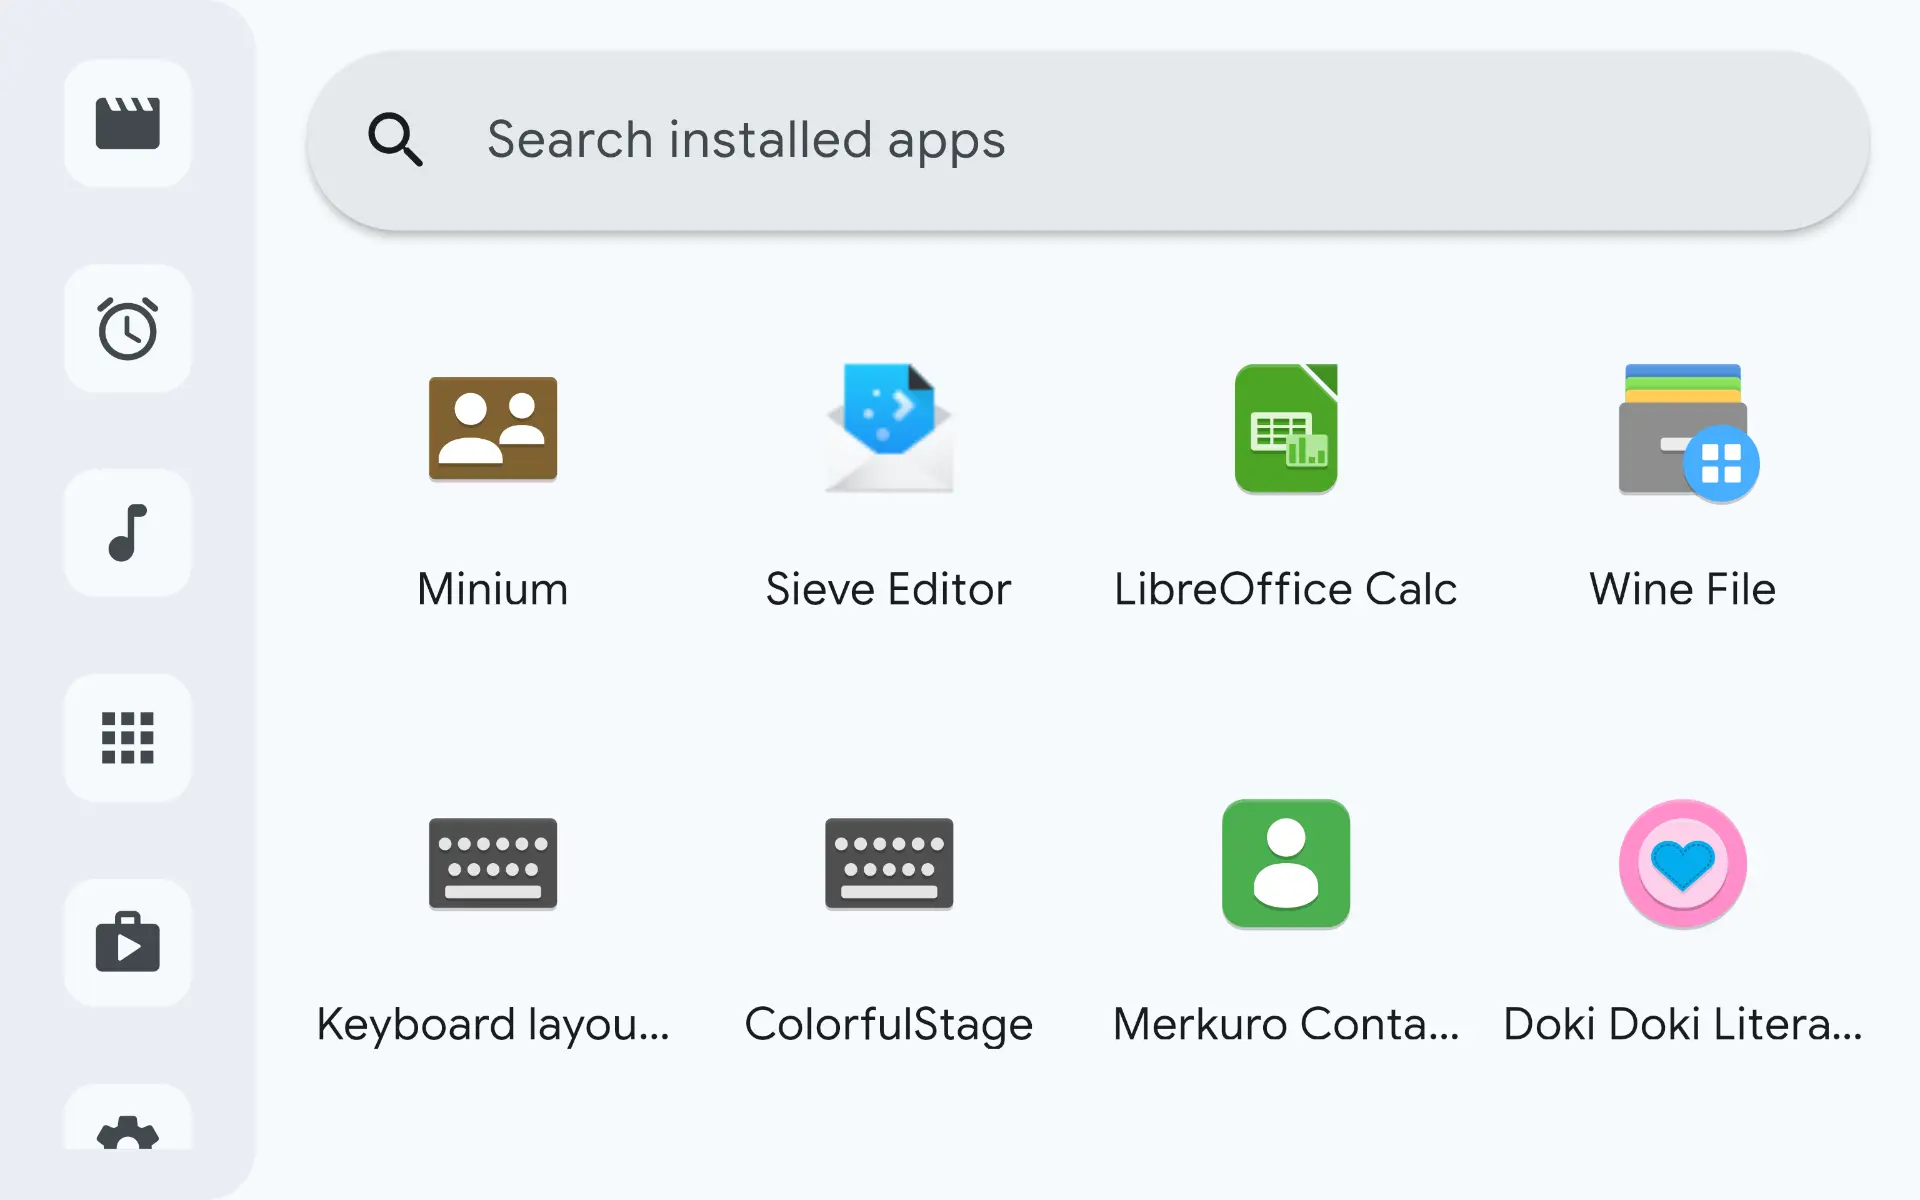 Search installed apps
Minium
Sieve Editor
LibreOffice Calc
Wine File
Keyboard layou...
ColorfulStage
Merkuro Conta...
Doki Doki Litera...